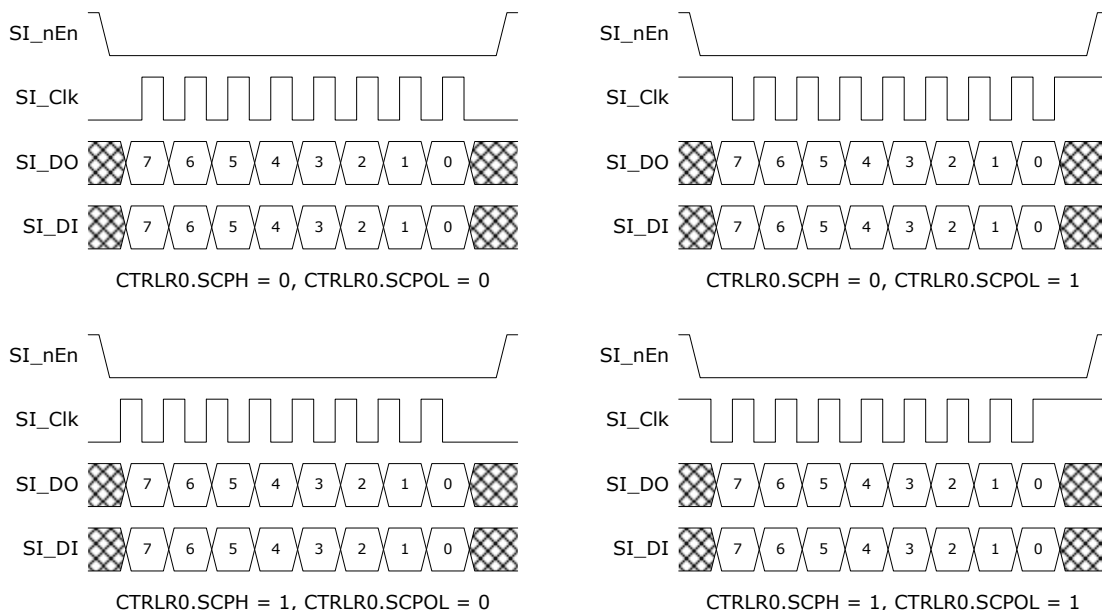 SI_nEn
SI_Clk
SI_DO 7 6 5 4 3 2 1 0
SI_DI 7 6 5 4 3 2 1 0
CTRLR0.SCPH = 0, CTRLR0.SCPOL = 0
SI_nEn
SI_Clk
SI_DO 7 6 5 4 3 2 1 0
SI_DI 7 6 5 4 3 2 1 0
CTRLR0.SCPH = 0, CTRLR0.SCPOL = 1
SI_nEn
SI_Clk
SI_DO 7 6 5 4 3 2 1 0
SI_DI 7 6 5 4 3 2 1 0
CTRLR0.SCPH = 1, CTRLR0.SCPOL = 0
SI_nEn
SI_Clk
SI_DO 7 6 5 4 3 2 1 0
SI_DI 7 6 5 4 3 2 1 0
CTRLR0.SCPH = 1, CTRLR0.SCPOL = 1